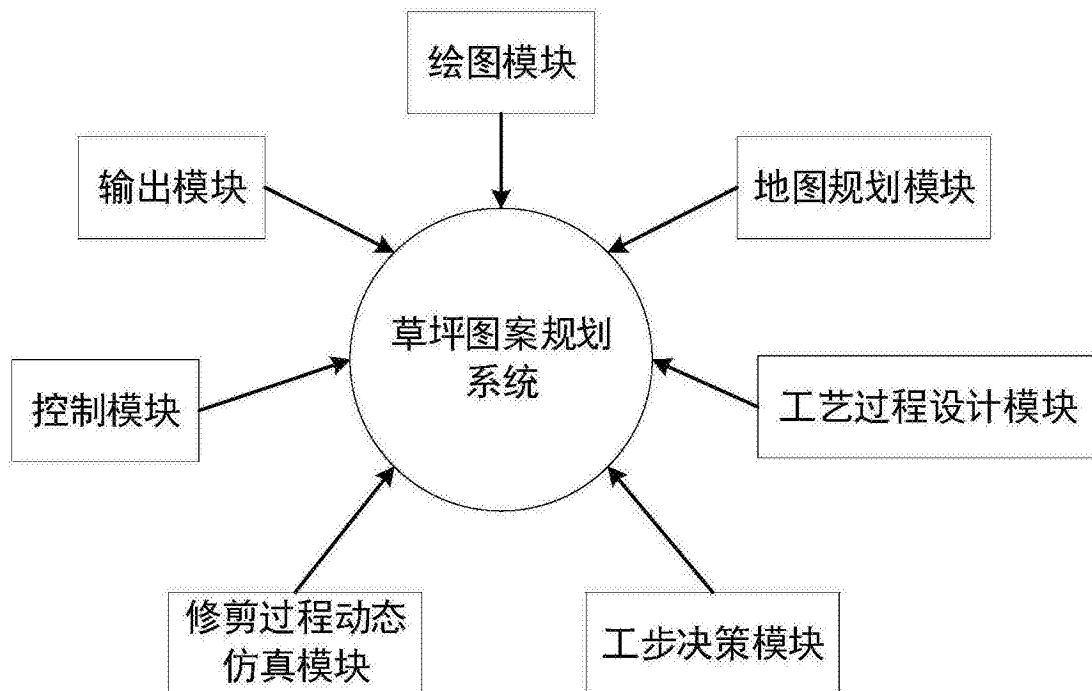 绘图模块
输出模块
地图规划模块
草坪图案规划
系统
控制模块
工艺过程设计模块
修剪过程动态
仿真模块
工步决策模块